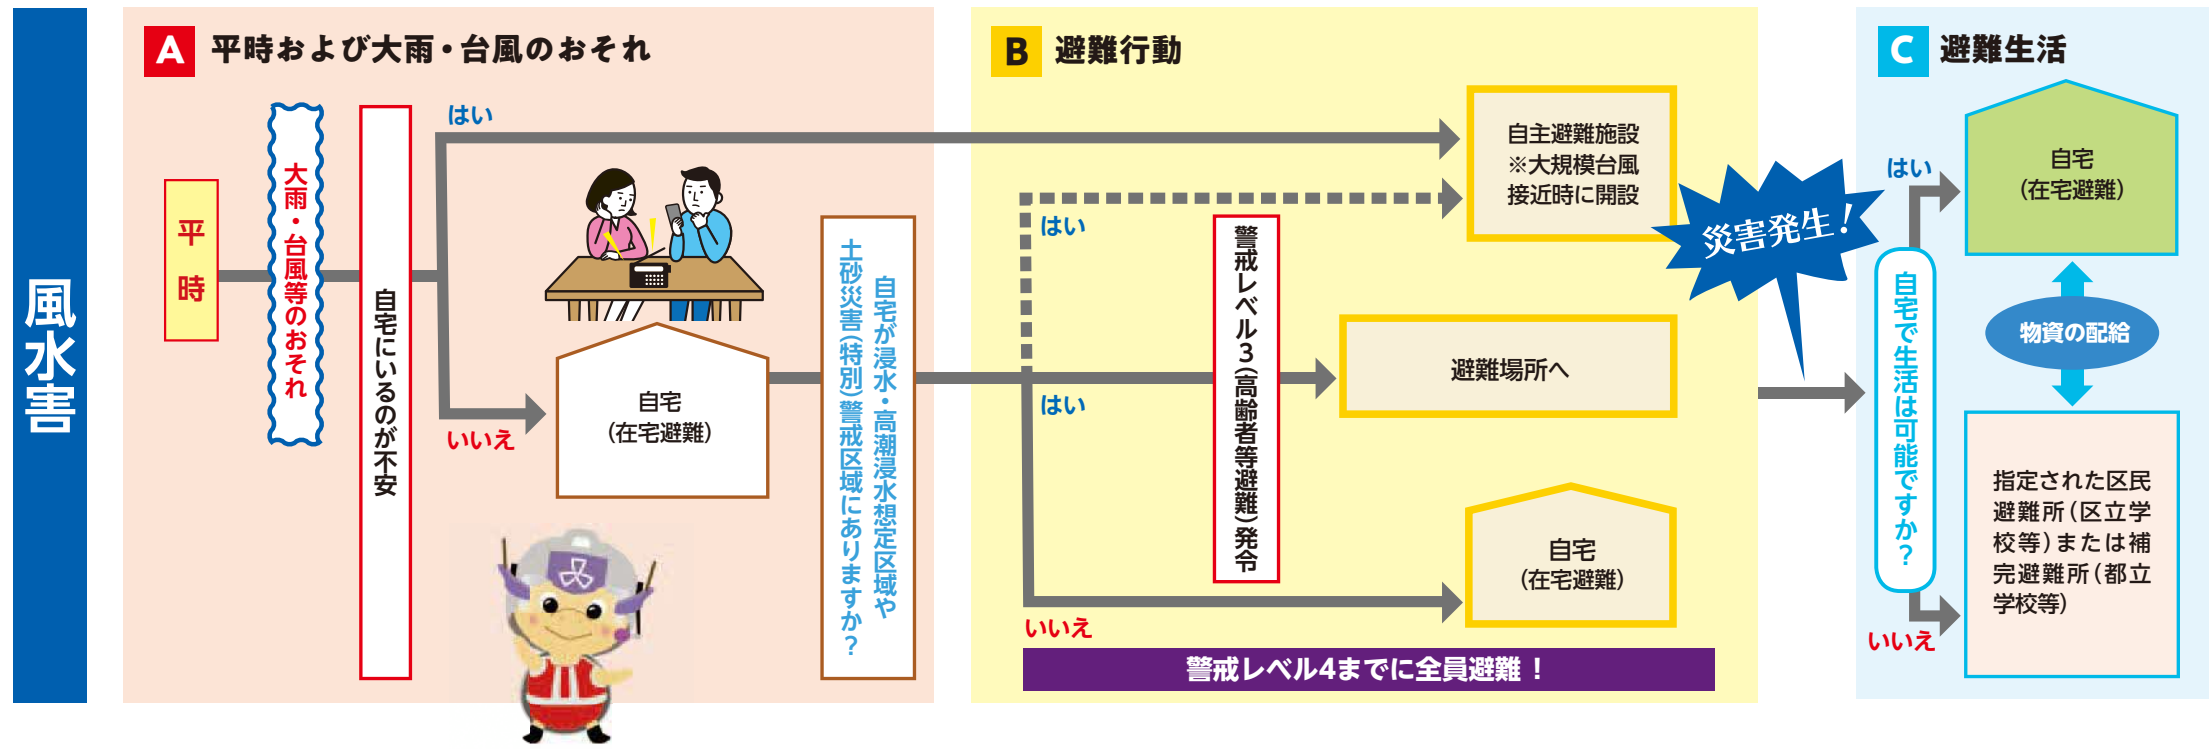 風水害
A 平時および大雨・台風のおそれ
平時
大雨・台風等のおそれ
自宅にいるのが不安
はい
いいえ
自宅
（在宅避難）
自宅が浸水・高潮浸水想定区域や
土砂災害（特別）警戒区域にありますか？
B 避難行動
自主避難施設
※大規模台風
接近時に開設
はい
はい
いいえ
警戒レベル3（高齢者等避難）発令
避難場所へ
自宅
（在宅避難）
警戒レベル4までに全員避難！
災害発生！
C 避難生活
自宅で生活は可能ですか？
はい
いいえ
自宅
（在宅避難）
物資の配給
指定された区民
避難所（区立学
校等）または補
完避難所（都立
学校等）